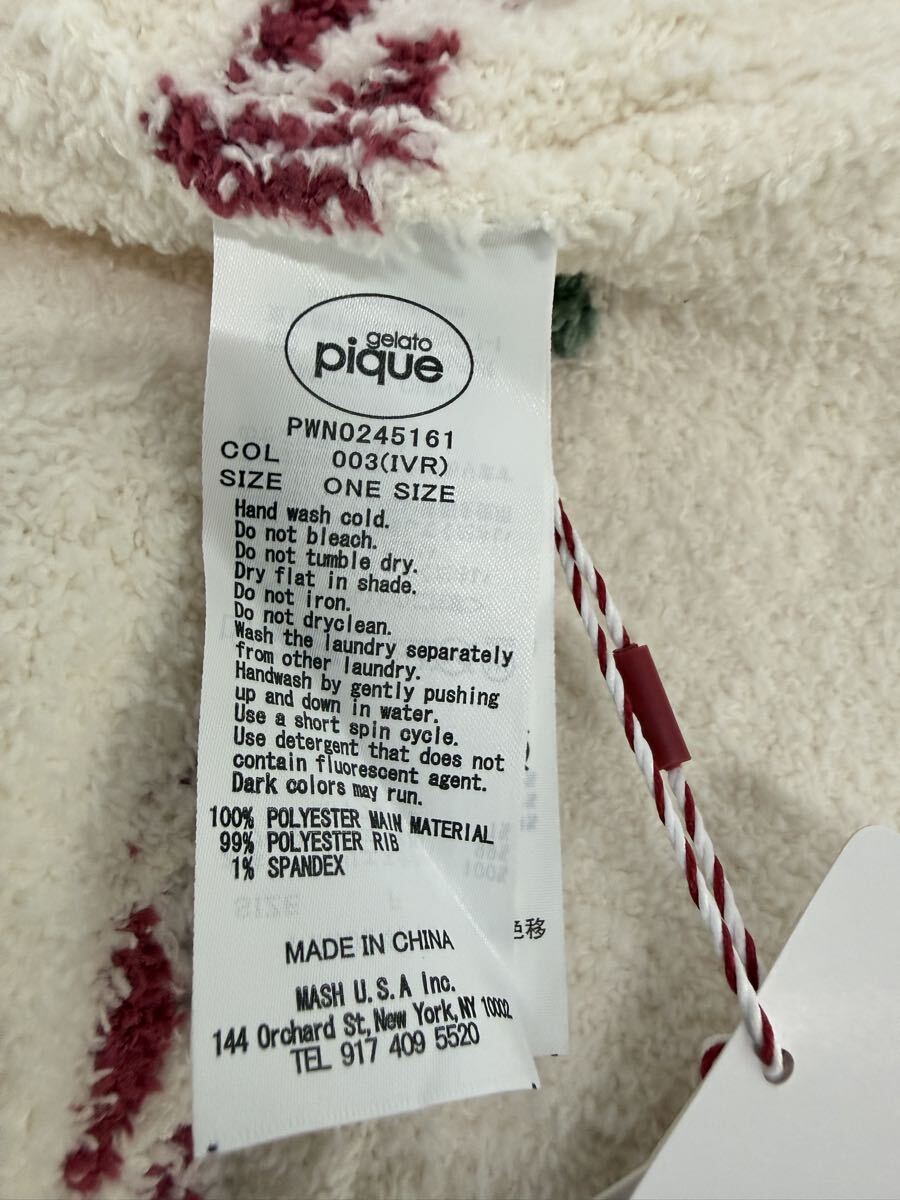 gelato
pique
PWN0245161
COL 003(IVR)
SIZE ONE SIZE
Hand wash cold.
Do not bleach.
Do not tumble dry.
Dry flat in shade.
Do not iron.
Do not dryclean.
Wash the laundry separately
from other laundry.
Handwash by gently pushing
up and down in water.
Use a short spin cycle.
Use detergent that does not
contain fluorescent agent.
Dark colors may run.
100% POLYESTER MAIN MATERIAL
99% POLYESTER RIB
1% SPANDEX
MADE IN CHINA
MASH U.S.A Inc.
144 Orchard St, New York, NY 10002
TEL 917 409 5520
色移